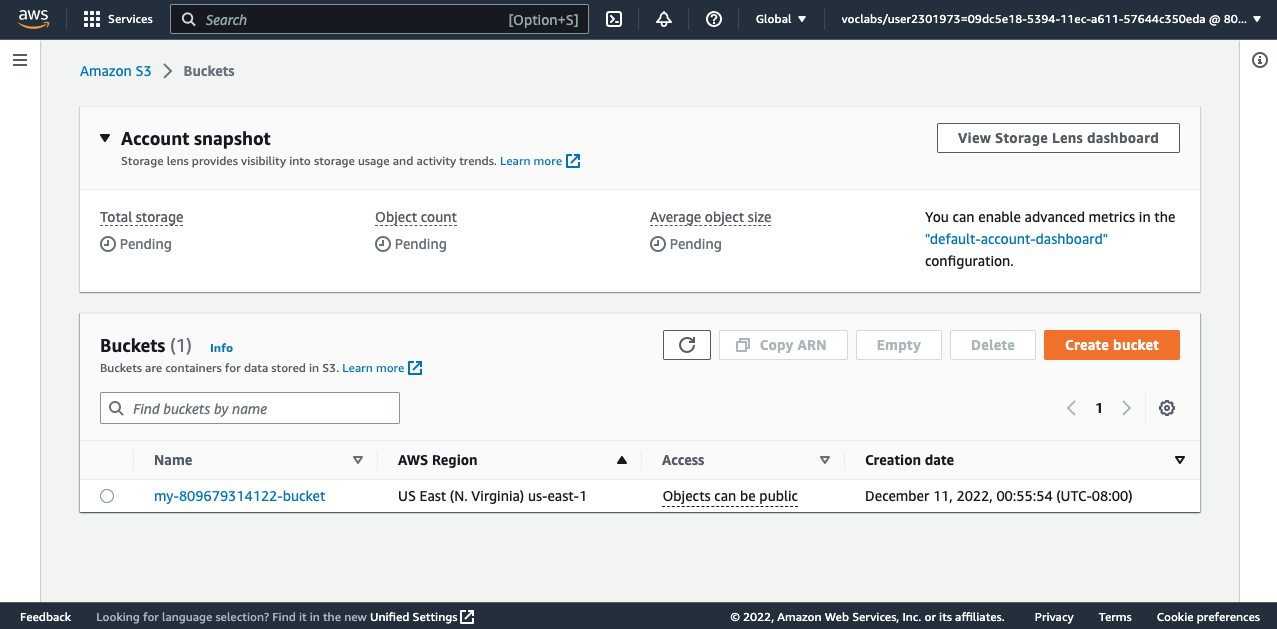 aws
Services
Search
[Option+S]
Global
voclabs/user2301973=09dc5e18-5394-11ec-a611-57644c350eda @ 80...
Amazon S3
Buckets
Account snapshot
View Storage Lens dashboard
Storage lens provides visibility into storage usage and activity trends. Learn more
Total storage
Pending
Object count
Pending
Average object size
Pending
You can enable advanced metrics in the
"default-account-dashboard"
configuration.
Buckets (1) Info
Buckets are containers for data stored in S3. Learn more
Copy ARN
Empty
Delete
Create bucket
Find buckets by name
1
Name
AWS Region
Access
Creation date
my-809679314122-bucket
US East (N. Virginia) us-east-1
Objects can be public
December 11, 2022, 00:55:54 (UTC-08:00)
Feedback
Looking for language selection? Find it in the new Unified Settings
© 2022, Amazon Web Services, Inc. or its affiliates.
Privacy
Terms
Cookie preferences